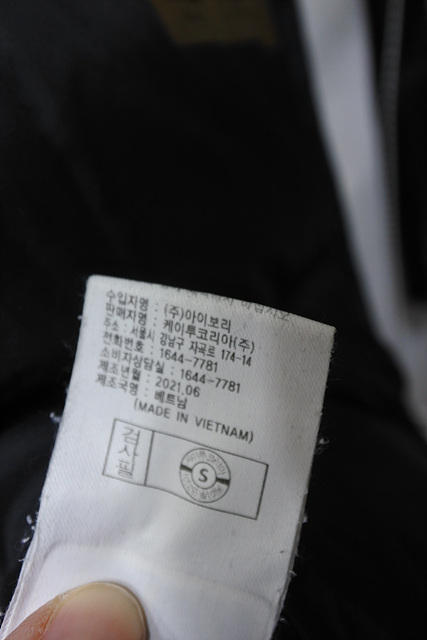 수입자명 : (주)아이보리
판매자명 : 케이투코리아(주)
주소 : 서울시 강남구 자곡로 174-14
전화번호 : 1644-7781
소비자상담실 : 1644-7781
제조년월 : 2021.06
제조국명 : 베트남
(MADE IN VIETNAM)
검사필
S